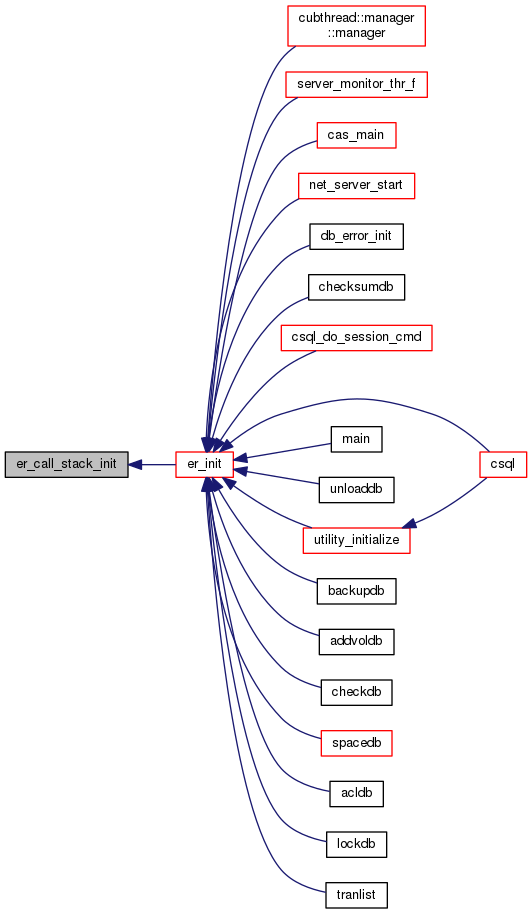 cubthread::manager
::manager
server_monitor_thr_f
cas_main
net_server_start
db_error_init
checksumdb
csql_do_session_cmd
main
er_call_stack_init
er_init
csql
unloaddb
utility_initialize
backupdb
addvoldb
checkdb
spacedb
acldb
lockdb
tranlist